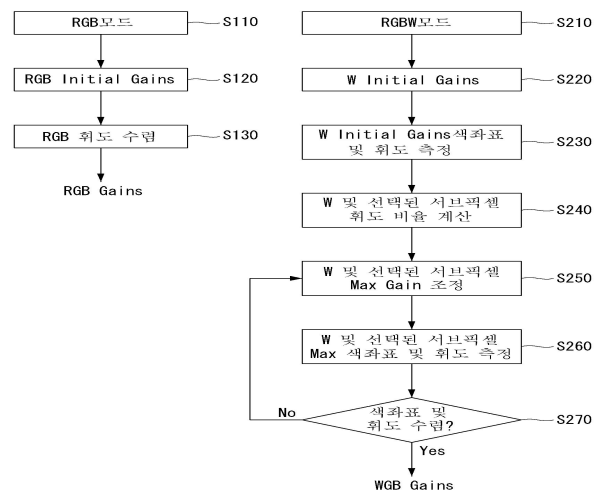 RGB모드
S110
RGB Initial Gains
S120
RGB 휘도 수렴
S130
RGB Gains
RGBW모드
S210
W Initial Gains
S220
W Initial Gains색좌표
및 휘도 측정
S230
W 및 선택된 서브픽셀
휘도 비율 계산
S240
W 및 선택된 서브픽셀
Max Gain 조정
S250
W 및 선택된 서브픽셀
Max 색좌표 및 휘도 측정
S260
색좌표 및
휘도 수렴?
S270
No
Yes
WGB Gains